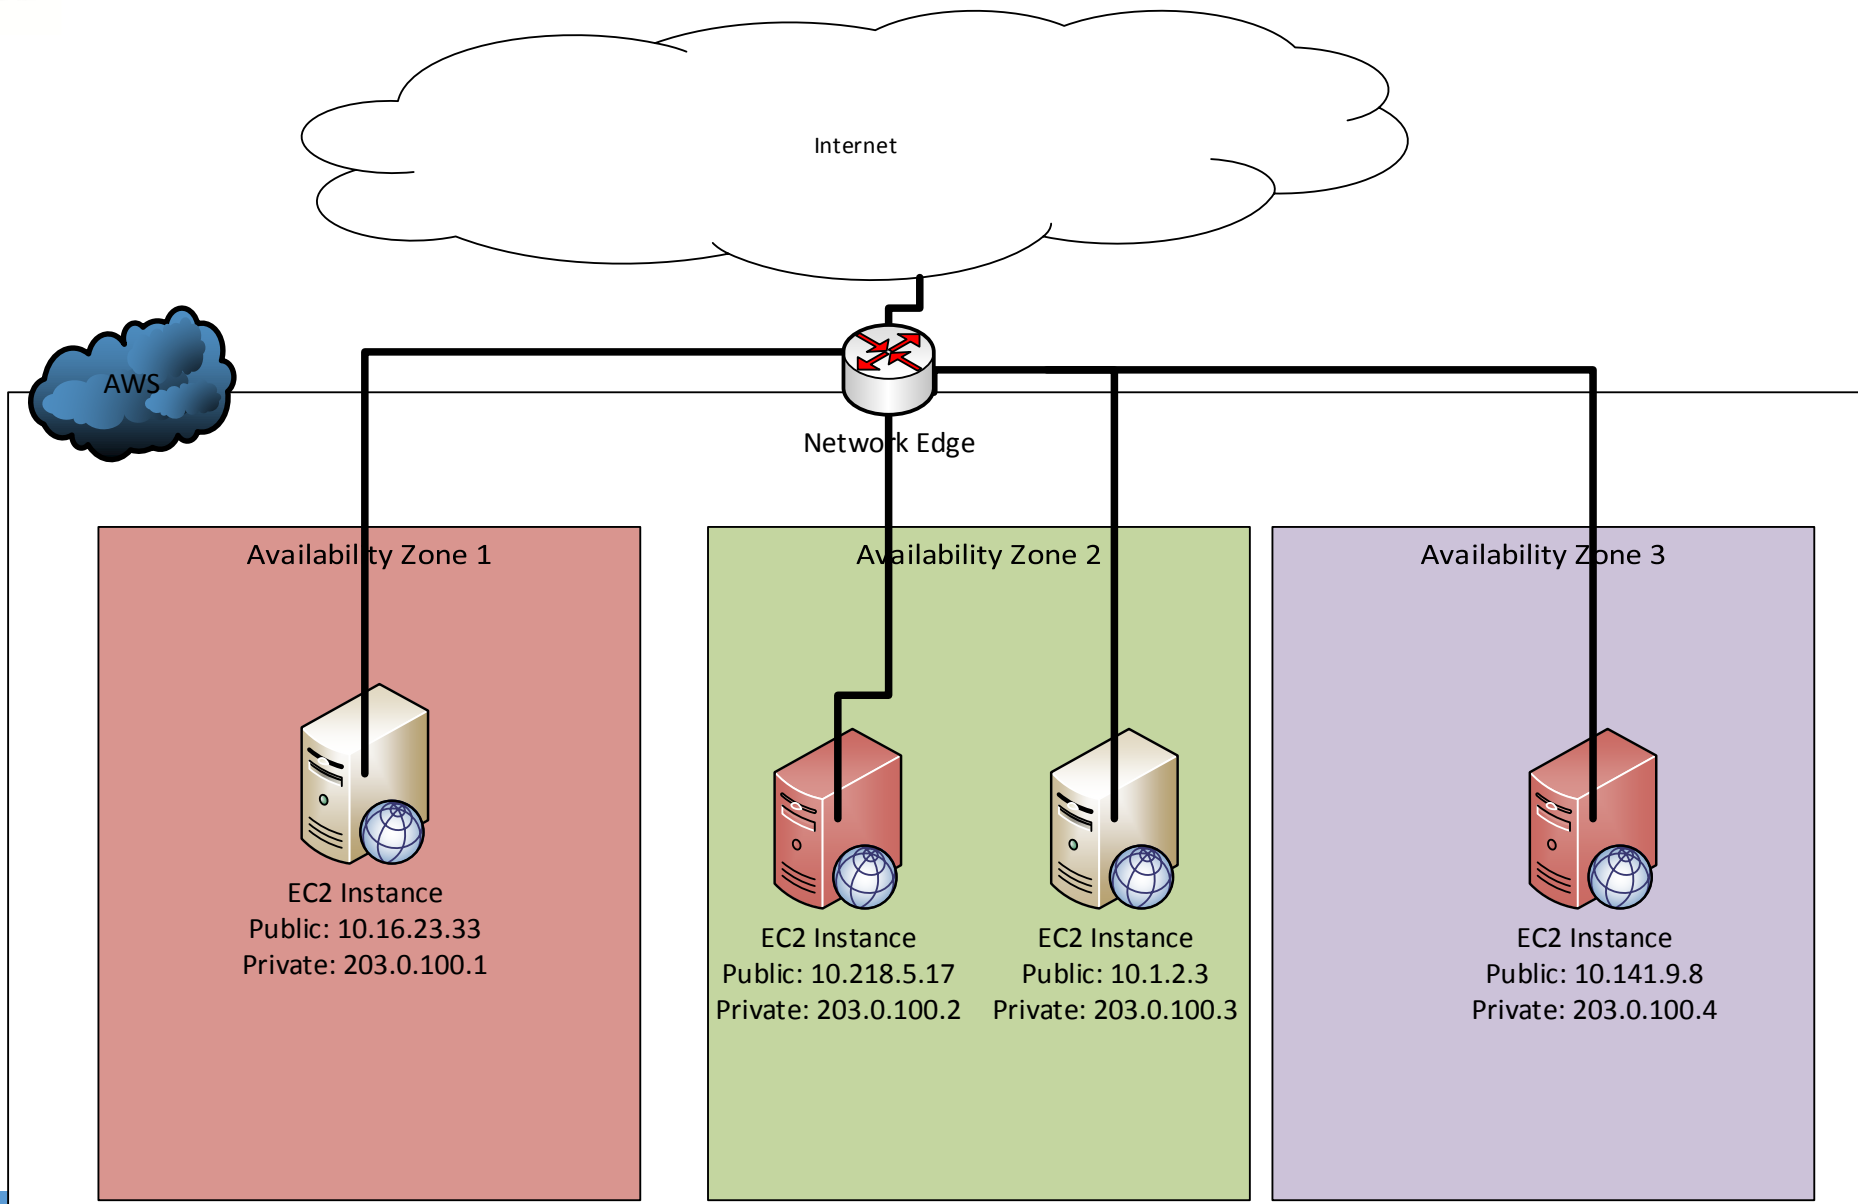 Internet
AWS
Network Edge
Availability Zone 1
Availability Zone 2
Availability Zone 3
EC2 Instance
Public: 10.16.23.33
Private: 203.0.100.1
EC2 Instance
Public: 10.218.5.17
Private: 203.0.100.2
EC2 Instance
Public: 10.1.2.3
Private: 203.0.100.3
EC2 Instance
Public: 10.141.9.8
Private: 203.0.100.4